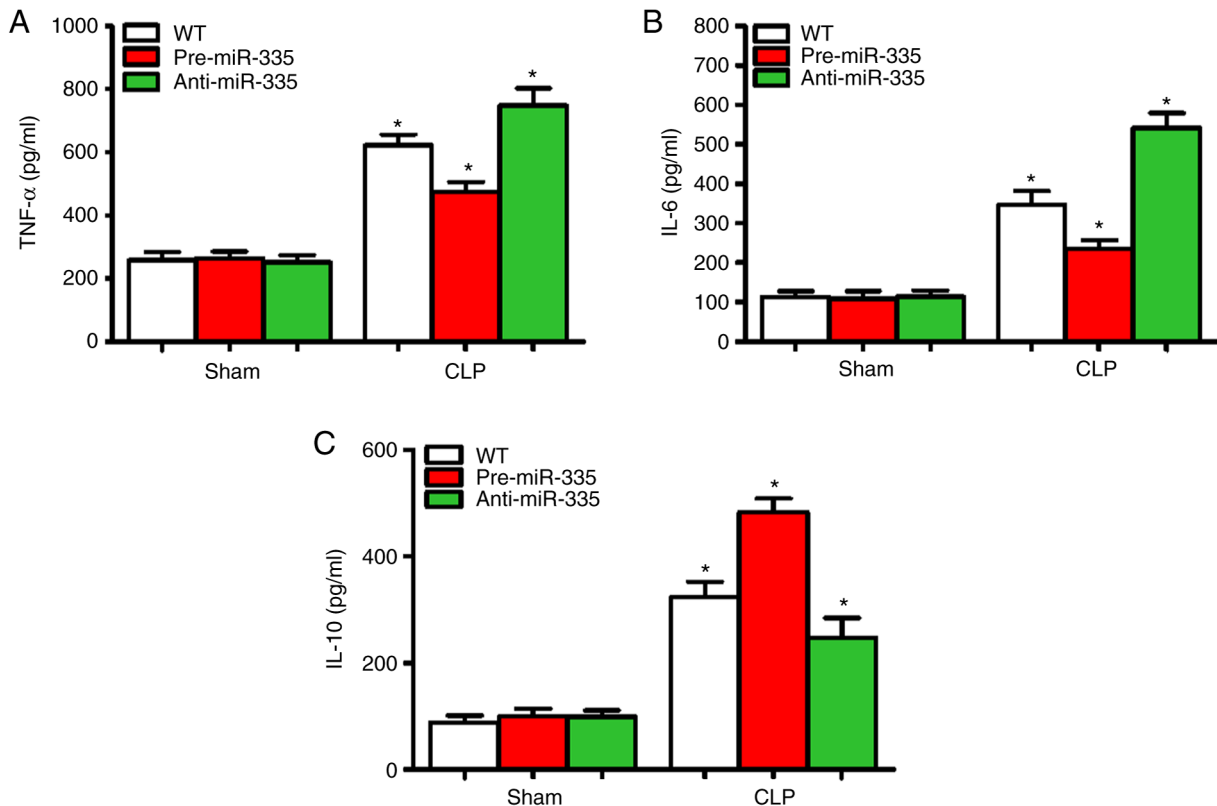 A
TNF-α (pg/ml)
1000
800
600
400
200
0
WT
Pre-miR-335
Anti-miR-335
*
*
*
Sham
CLP
B
IL-6 (pg/ml)
800
700
600
500
400
300
200
100
0
WT
Pre-miR-335
Anti-miR-335
*
*
*
Sham
CLP
C
IL-10 (pg/ml)
600
400
200
0
WT
Pre-miR-335
Anti-miR-335
*
*
*
Sham
CLP